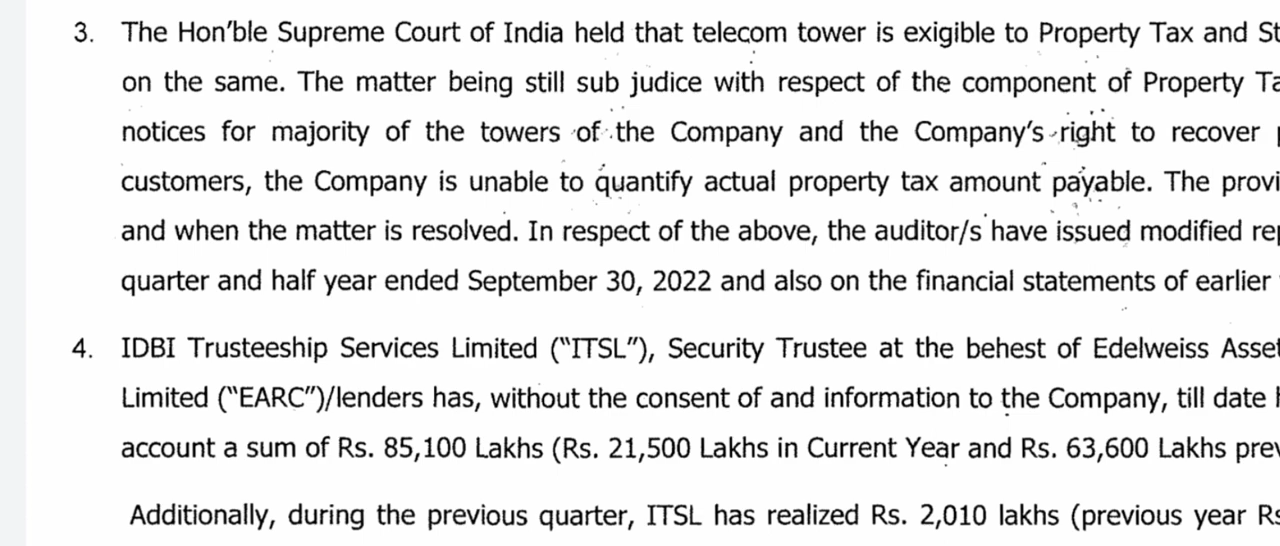 3. The Hon'ble Supreme Court of India held that telecom tower is exigible to Property Tax and
on the same. The matter being still sub judice with respect of the component of Property
notices for majority of the towers of the Company and the Company's right to recover
customers, the Company is unable to quantify actual property tax amount payable. The
and when the matter is resolved. In respect of the above, the auditor/s have issued modified
quarter and half year ended September 30, 2022 and also on the financial statements of earlier
4. IDBI Trusteeship Services Limited ("ITSL"), Security Trustee at the behest of Edelweiss
Limited ("EARC")/lenders has, without the consent of and information to the Company, till date
account a sum of Rs. 85,100 Lakhs (Rs. 21,500 Lakhs in Current Year and Rs. 63,600 Lakhs
Additionally, during the previous quarter, ITSL has realized Rs. 2,010 lakhs (previous year